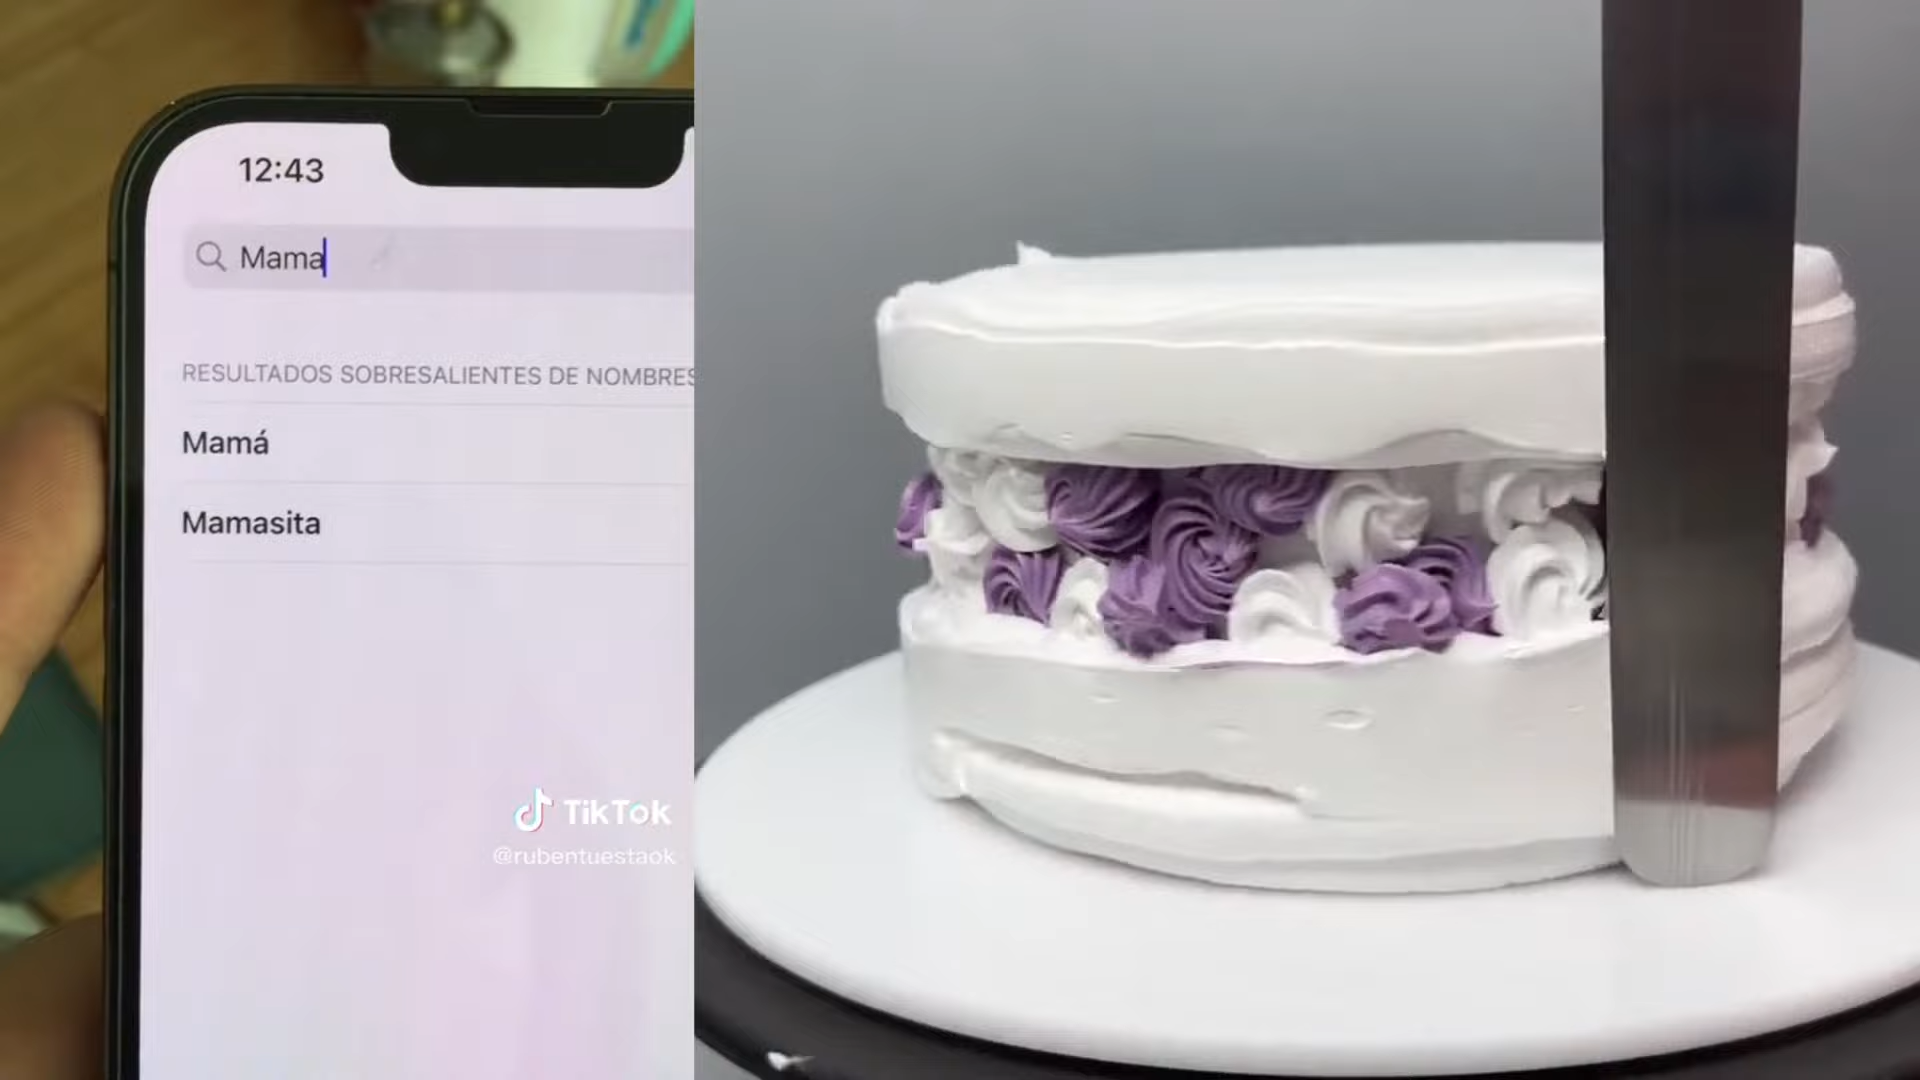 12:43
Mama
RESULTADOS SOBRESALIENTES DE NOMBRES
Mamá
Mamasita
TikTok
@rubentuestaok